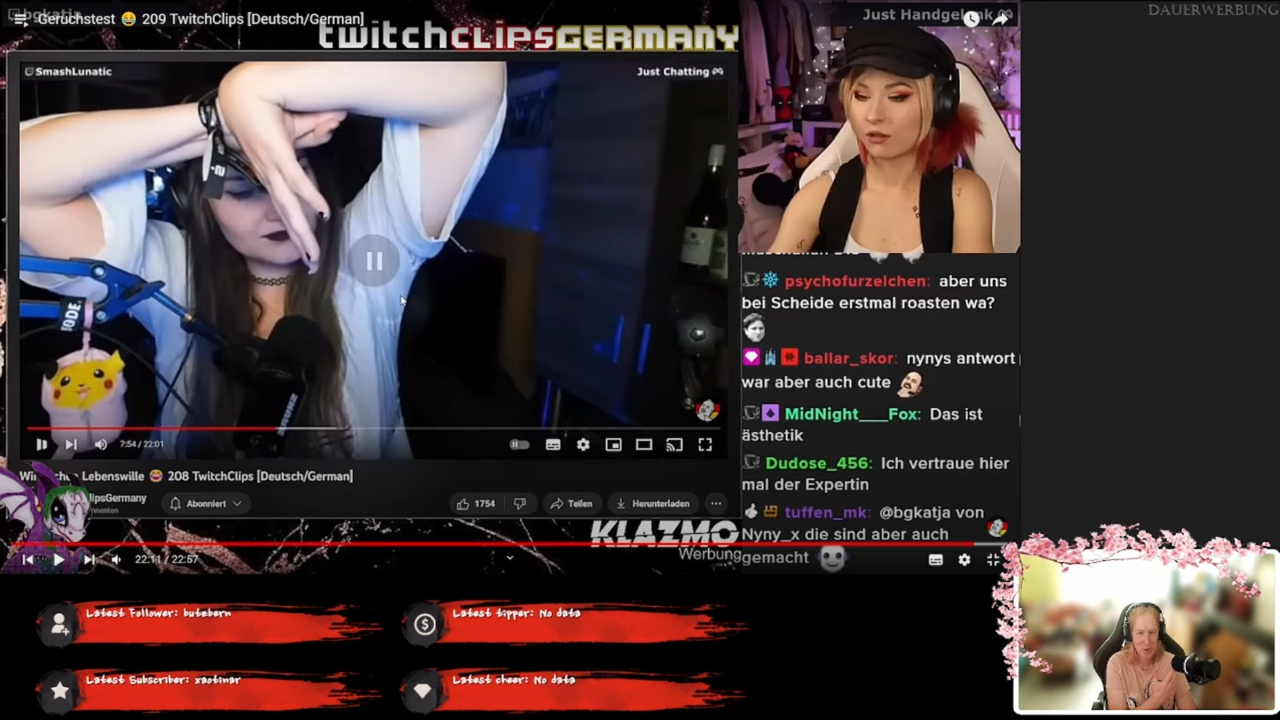 Geruchstest 😂 209 TwitchClips [Deutsch/German]
twitchCLIPSGERMANY
Just
DAUERWERBUNG
SmashLunatic
Just Chatting
7:54 / 22:01
Lebenswille 😂 208 TwitchClips [Deutsch/German]
lipsGermany
Abonniert
1754
Teilen
Herunterladen
KLAZMO
Werbung
22:11 / 22:57
psychofurzelchen: aber uns
bei Scheide erstmal roasten wa?
ballar_skor: nynys antwort
war aber auch cute
MidNight___Fox: Das ist
ästhetik
Dudose_456: Ich vertraue hier
mal der Expertin
tuffen_mk: @bgkatja von
Nyny_x die sind aber auch
gemacht
Latest Follower: butebern
Latest tipper: No data
Latest Subscriber: xaotinar
Latest cheer: No data